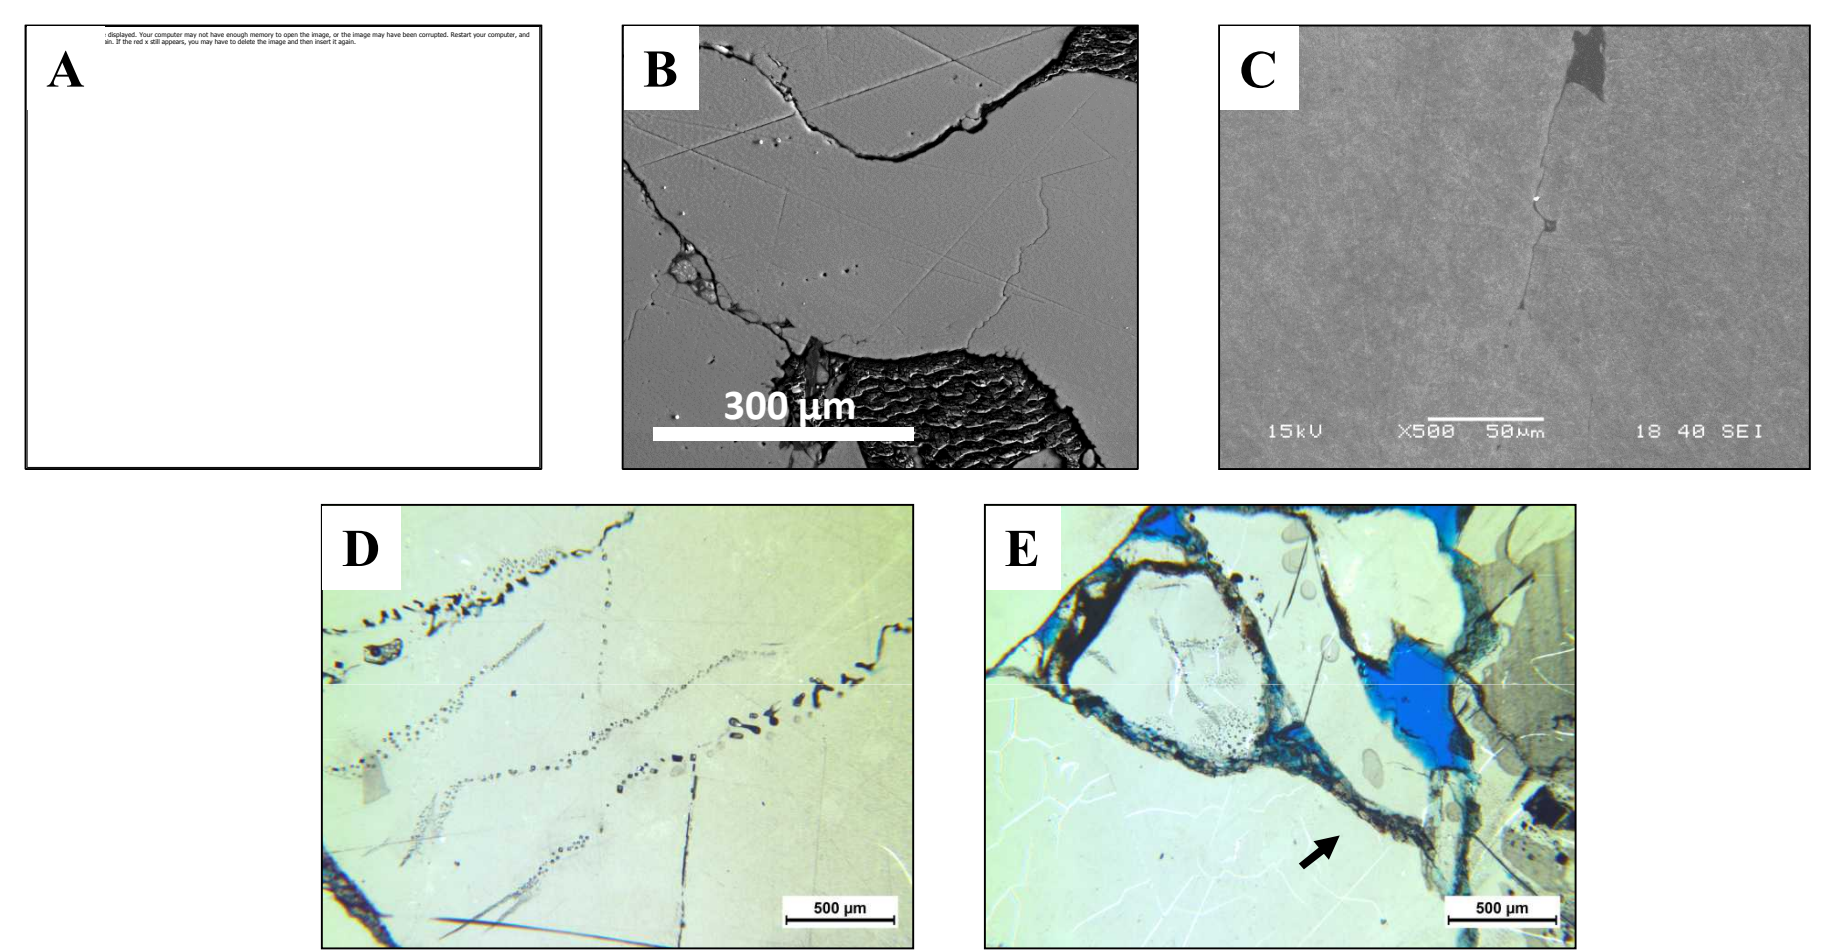 : displayed. Your computer may not have enough memory to open the image, or the image may have been corrupted. Restart your computer, and
ain. If the red x still appears, you may have to delete the image and then insert it again.
A
B
C
300 µm
15kV X500 50µm 18 40 SEI
D
E
500 µm
500 µm